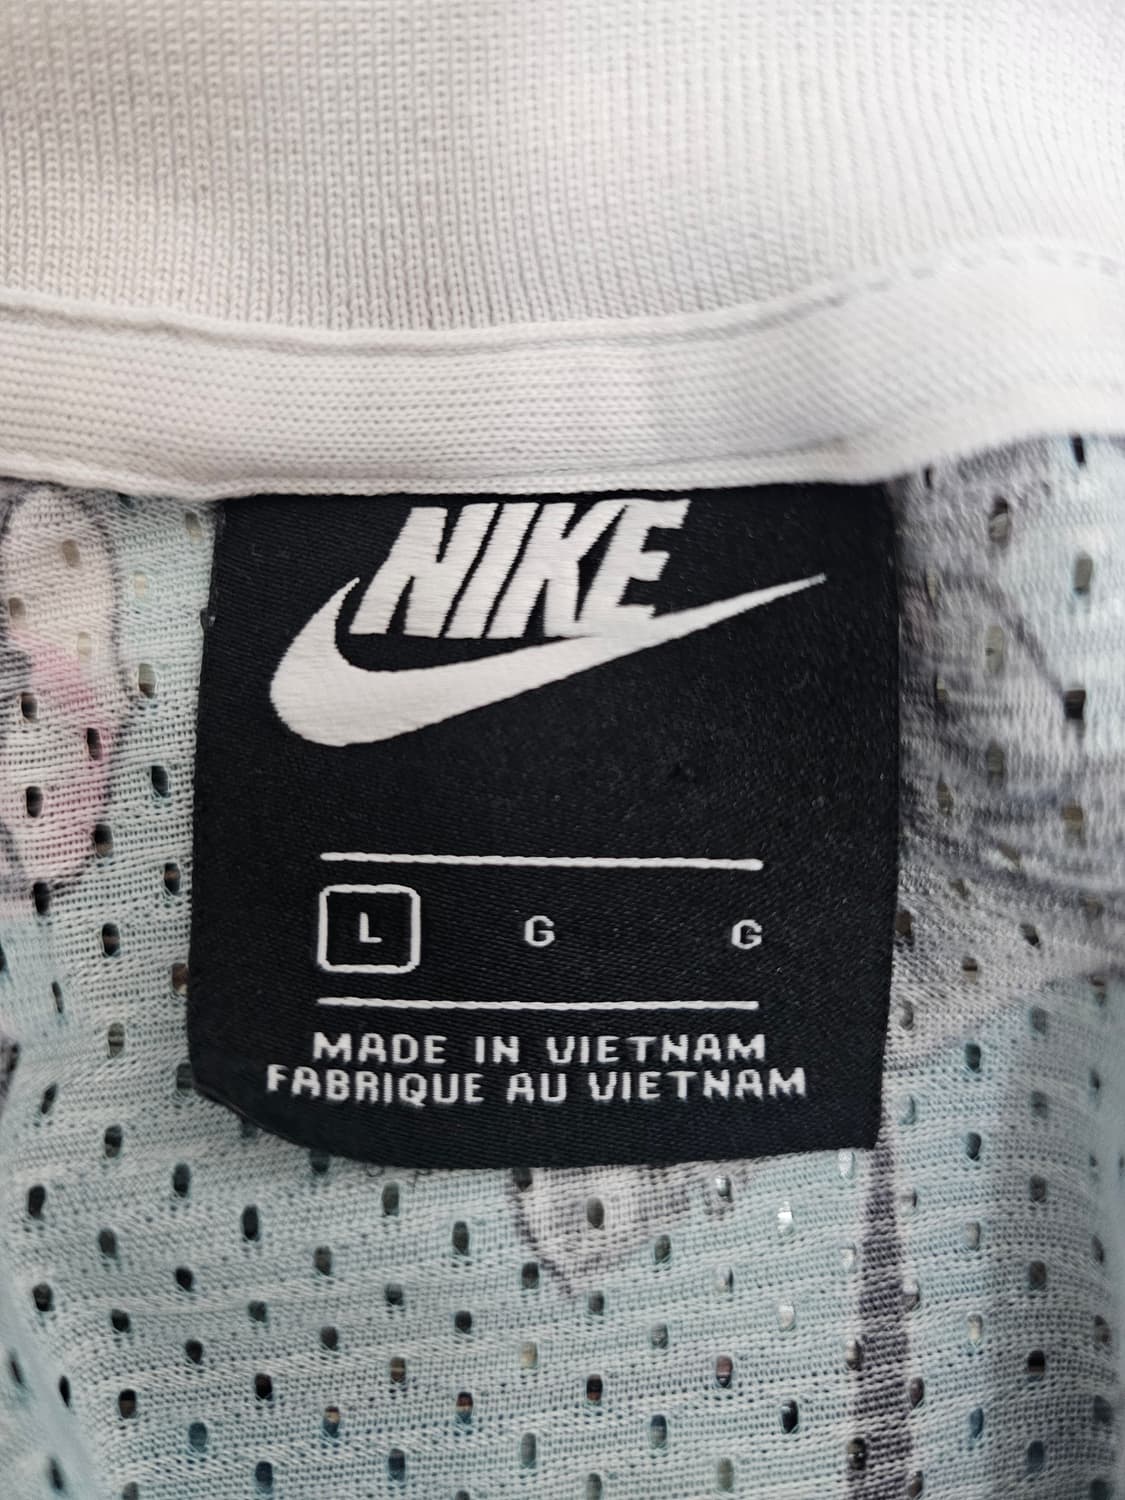 NIKE
L G G
MADE IN VIETNAM
FABRIQUE AU VIETNAM